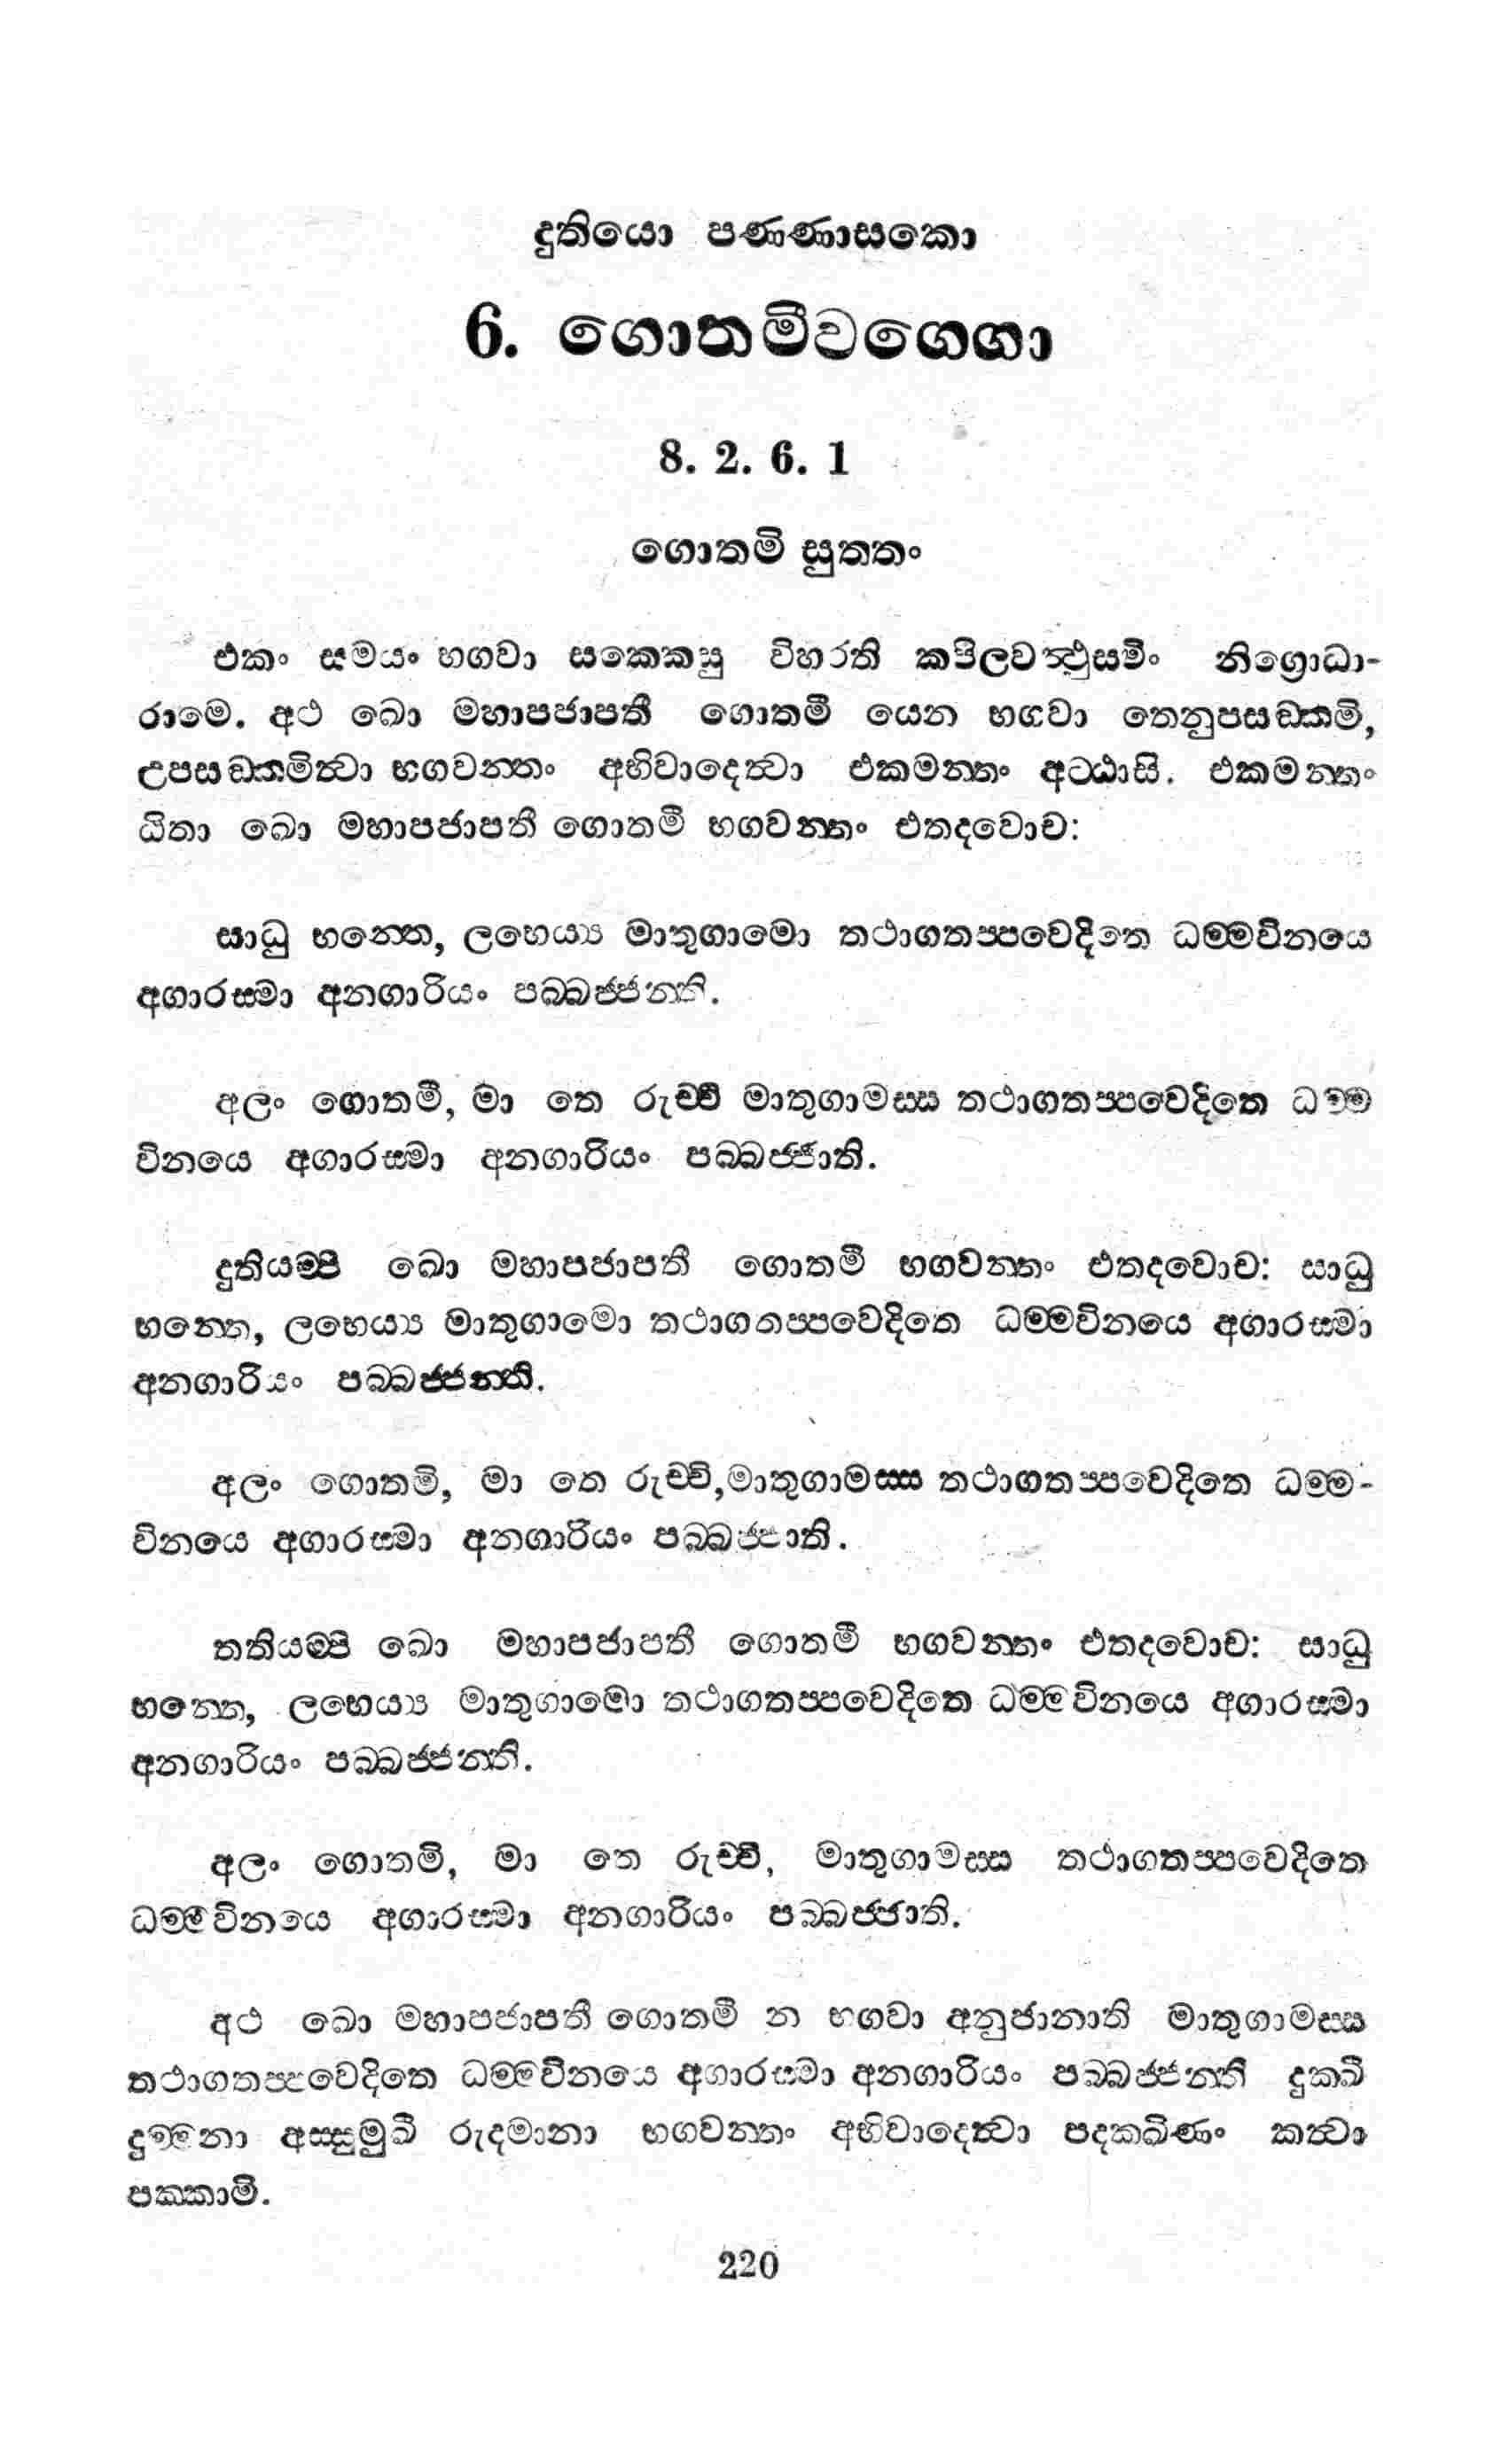 දුතියො පණ්ණාසකො
6. ගොතමීවග්ගො
8. 2. 6. 1
ගොතමි සුත්තං
එකං සමයං භගවා සක්කෙසු විහරති කපිලවත්ථුස්මිං නිග්‍රොධා-
රාමෙ. අථ ඛො මහාපජාපතී ගොතමී යෙන භගවා තෙනුපසඞ්කමි,
උපසඞ්කමිත්වා භගවන්තං අභිවාදෙත්වා එකමන්තං අට්ඨාසි. එකමන්තං
ඨිතා ඛො මහාපජාපතී ගොතමී භගවන්තං එතදවොච:
සාධු භන්තෙ, ලභෙය්‍ය මාතුගාමො තථාගතප්පවෙදිතෙ ධම්මවිනයෙ
අගාරස්මා අනගාරියං පබ්බජ්ජන්ති.
අලං ගොතමී, මා තෙ රුච්චි මාතුගාමස්ස තථාගතප්පවෙදිතෙ ධම්ම
විනයෙ අගාරස්මා අනගාරියං පබ්බජ්ජාති.
දුතියම්පි ඛො මහාපජාපතී ගොතමී භගවන්තං එතදවොච: සාධු
භන්තෙ, ලභෙය්‍ය මාතුගාමො තථාගතප්පවෙදිතෙ ධම්මවිනයෙ අගාරස්මා
අනගාරියං පබ්බජ්ජන්ති.
අලං ගොතමි, මා තෙ රුච්චි,මාතුගාමස්ස තථාගතප්පවෙදිතෙ ධම්ම-
විනයෙ අගාරස්මා අනගාරියං පබ්බජ්ජාති.
තතියම්පි ඛො මහාපජාපතී ගොතමී භගවන්තං එතදවොච: සාධු
භන්තෙ, ලභෙය්‍ය මාතුගාමො තථාගතප්පවෙදිතෙ ධම්මවිනයෙ අගාරස්මා
අනගාරියං පබ්බජ්ජන්ති.
අලං ගොතමි, මා තෙ රුච්චි, මාතුගාමස්ස තථාගතප්පවෙදිතෙ
ධම්මවිනයෙ අගාරස්මා අනගාරියං පබ්බජ්ජාති.
අථ ඛො මහාපජාපතී ගොතමී න භගවා අනුජානාති මාතුගාමස්ස
තථාගතප්පවෙදිතෙ ධම්මවිනයෙ අගාරස්මා අනගාරියං පබ්බජ්ජන්ති දුක්ඛී
දුම්මනා අස්සුමුඛී රුදමානා භගවන්තං අභිවාදෙත්වා පදක්ඛිණං කත්වා
පක්කාමි.
220